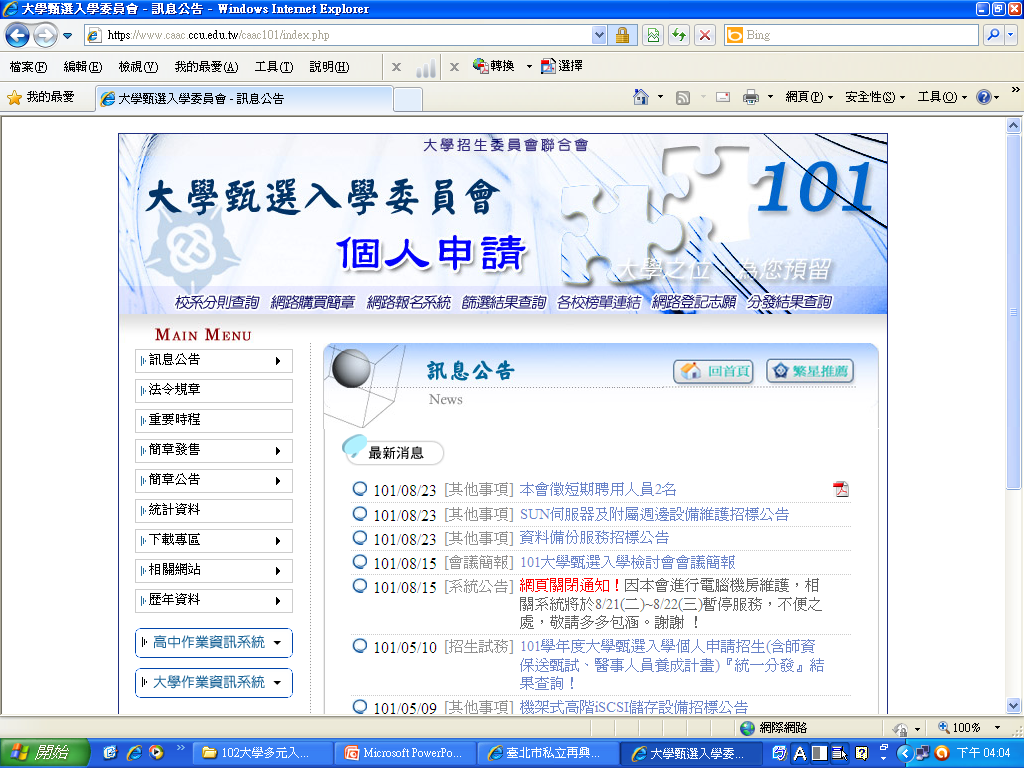 大學甄選入學委員會 - 訊息公告 - Windows Internet Explorer
https://www.caac.ccu.edu.tw/caac101/index.php
Bing
檔案(F) 編輯(E) 檢視(V) 我的最愛(A) 工具(T) 說明(H) 轉換 選擇
我的最愛 大學甄選入學委員會 - 訊息公告 網頁(P) 安全性(S) 工具(O)
大學招生委員會聯合會
大學甄選入學委員會
101
個人申請
大學之位 為您預留
校系分則查詢 網路購買簡章 網路報名系統 篩選結果查詢 各校榜單連結 網路登記志願 分發結果查詢
MAIN MENU
訊息公告
法令規章
重要時程
簡章發售
簡章公告
統計資料
下載專區
相關網站
歷年資料
高中作業資訊系統
大學作業資訊系統
訊息公告
News
回首頁 繁星推薦
最新消息
101/08/23 [其他事項] 本會徵短期聘用人員2名
101/08/23 [其他事項] SUN伺服器及附屬週邊設備維護招標公告
101/08/23 [其他事項] 資料備份服務招標公告
101/08/15 [會議簡報] 101大學甄選入學檢討會會議簡報
101/08/15 [系統公告] 網頁關閉通知！因本會進行電腦機房維護，相
關系統將於8/21(二)~8/22(三)暫停服務，不便之
處，敬請多多包涵。謝謝 ！
101/05/10 [招生試務] 101學年度大學甄選入學個人申請招生(含師資
保送甄試、醫事人員養成計畫)『統一分發』結
果查詢！
101/05/09 [其他事項] 機架式高階iSCSI儲存設備招標公告
網際網路 100%
開始 102大學多元入... Microsoft PowerPo... 臺北市私立再興... 大學甄選入學委... 下午 04:04